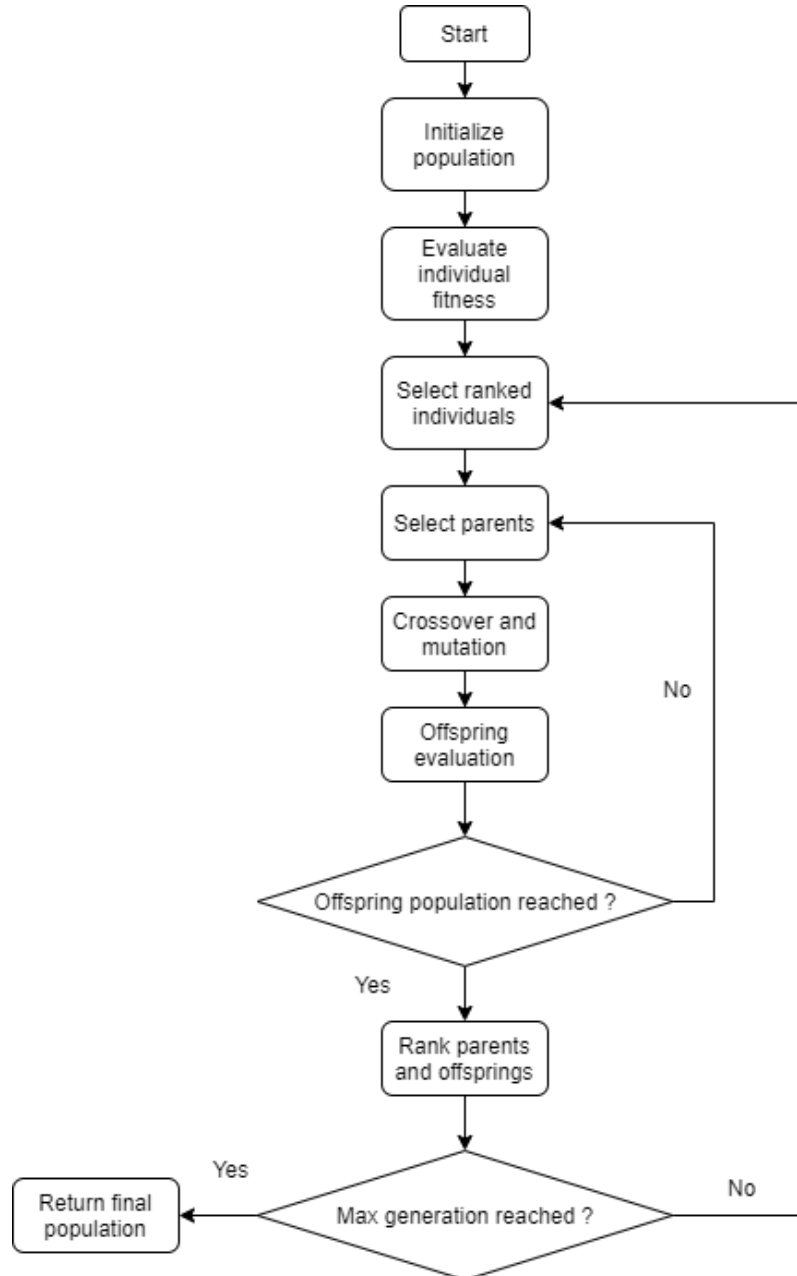 Start
Initialize
population
Evaluate
individual
fitness
Select ranked
individuals
Select parents
Crossover and
mutation
No
Offspring
evaluation
Offspring population reached ?
Yes
Rank parents
and offsprings
Yes
No
Return final
population
Max generation reached ?